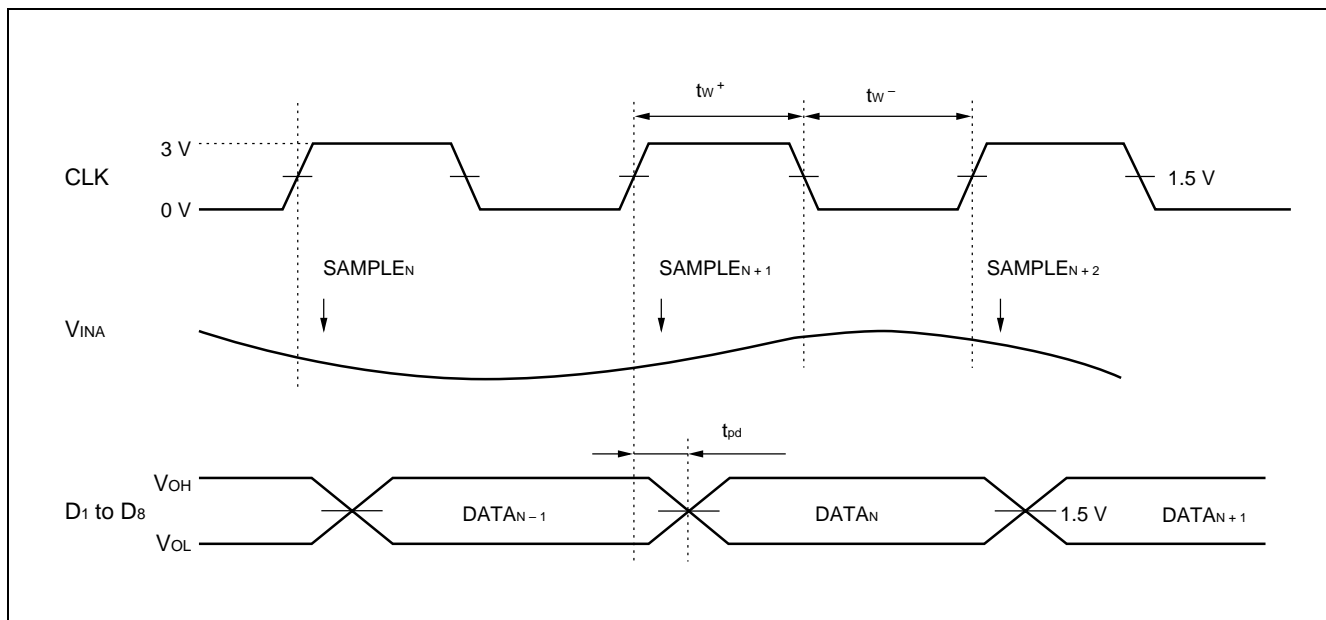 tW+ tW–
3 V
CLK
1.5 V
0 V
SAMPLEN SAMPLEN + 1 SAMPLEN + 2
VINA
tpd
VOH
D1 to D8 DATAN – 1 DATAN 1.5 V DATAN + 1
VOL